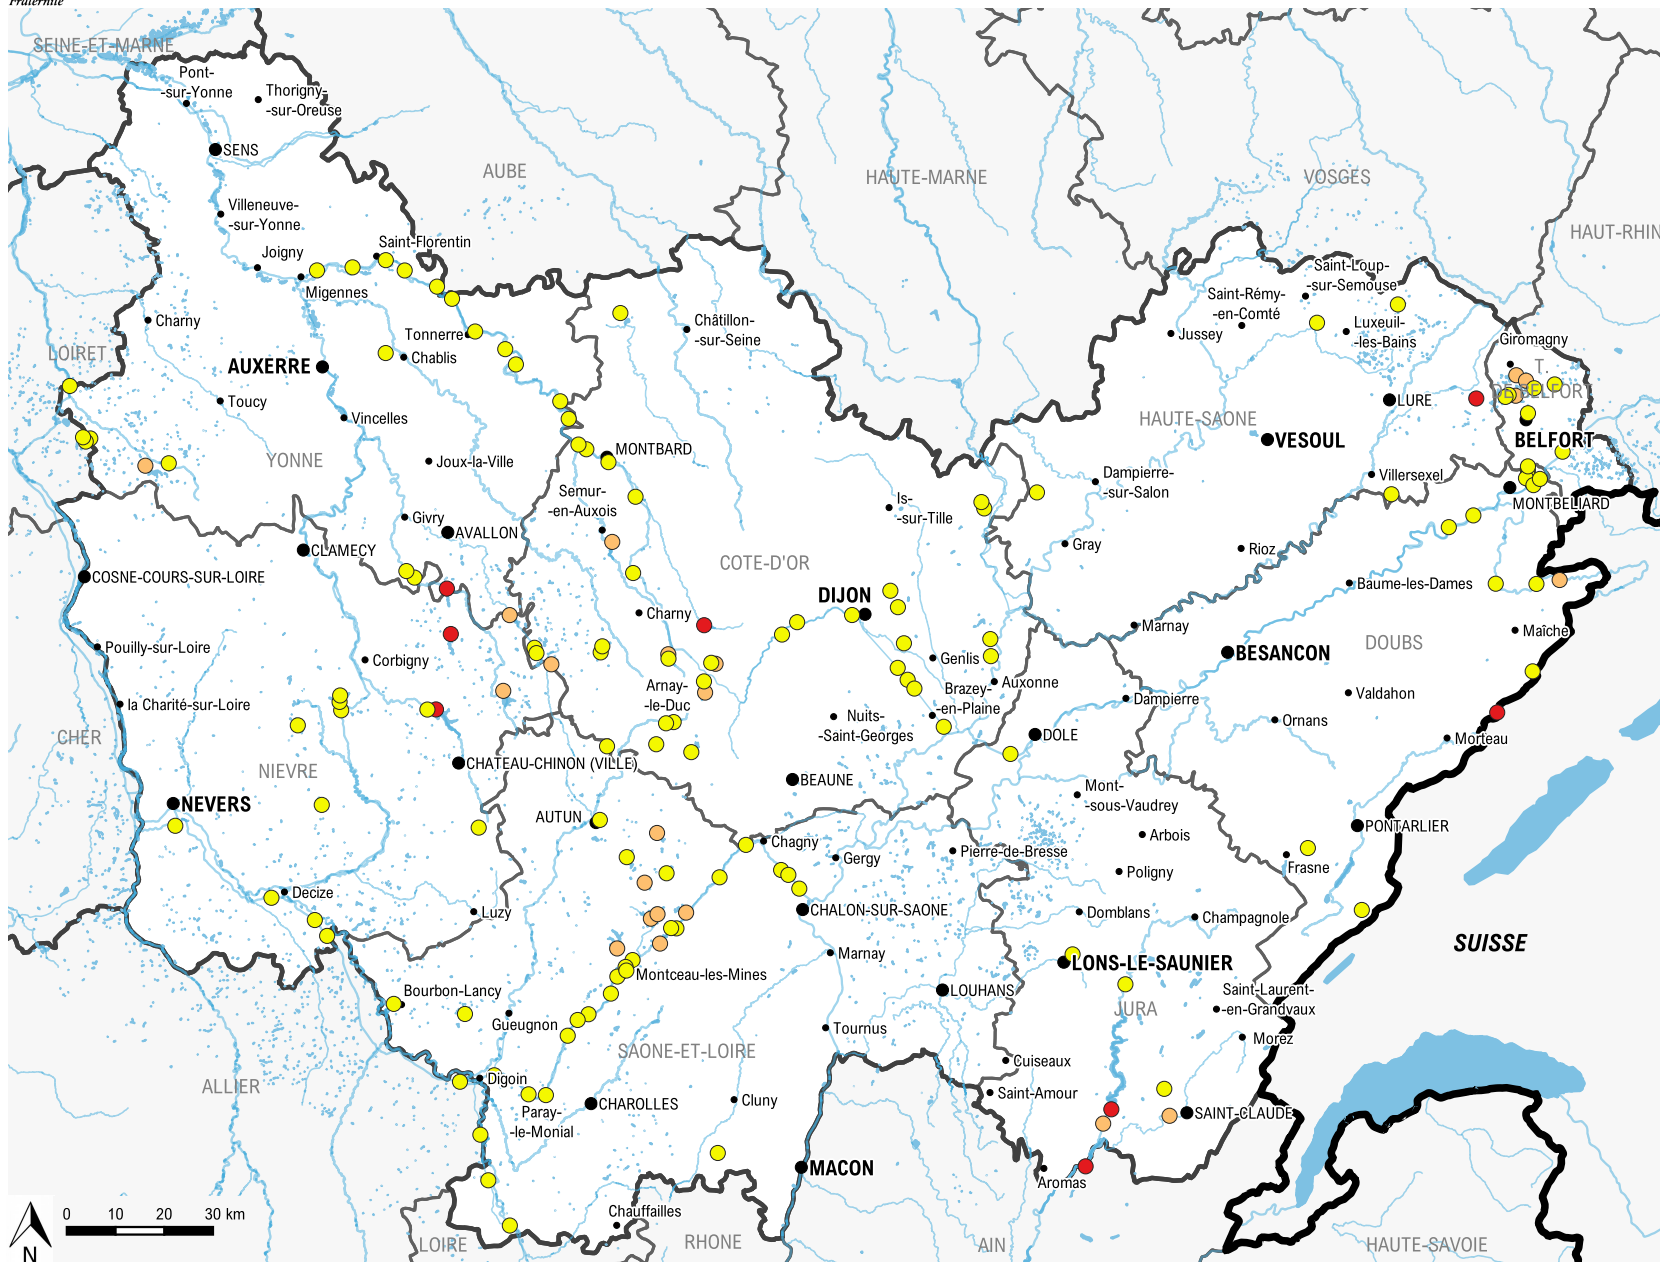 Fraternité
SEINE-ET-MARNE
Pont-
-sur-Yonne
Thorigny-
-sur-Oreuse
SENS
AUBE
HAUTE-MARNE
VOSGES
HAUT-RHIN
Villeneuve-
-sur-Yonne
Joigny
Saint-Florentin
Migennes
Charny
Tonnerre
Chablis
Châtillon-
-sur-Seine
Saint-Loup-
-sur-Semouse
Saint-Rémy-
-en-Comté
Jussey
Luxeuil-
-les-Bains
Giromagny
T.
DE BELFORT
LOIRET
AUXERRE
Toucy
Vincelles
LURE
HAUTE-SAONE
VESOUL
BELFORT
YONNE
Joux-la-Ville
MONTBARD
Semur-
-en-Auxois
Is-
-sur-Tille
Dampierre-
-sur-Salon
Villersexel
MONTBELIARD
Givry
AVALLON
CLAMECY
COSNE-COURS-SUR-LOIRE
COTE-D'OR
Gray
Rioz
Baume-les-Dames
DIJON
Charny
Marnay
Maîche
DOUBS
Pouilly-sur-Loire
Corbigny
Genlis
BESANCON
Arnay-
-le-Duc
Brazey-
-en-Plaine
Auxonne
Dampierre
Valdahon
la Charité-sur-Loire
Nuits-
-Saint-Georges
Ornans
DOLE
Morteau
CHER
NIEVRE
CHATEAU-CHINON (VILLE)
BEAUNE
Mont-
-sous-Vaudrey
NEVERS
AUTUN
Chagny
Gergy
Pierre-de-Bresse
Arbois
PONTARLIER
Poligny
Frasne
Decize
Luzy
CHALON-SUR-SAONE
Domblans
Champagnole
SUISSE
Marnay
LONS-LE-SAUNIER
Montceau-les-Mines
Bourbon-Lancy
LOUHANS
Saint-Laurent-
-en-Grandvaux
JURA
Gueugnon
Tournus
Morez
SAONE-ET-LOIRE
Cuiseaux
ALLIER
Digoin
Saint-Amour
CHAROLLES
Cluny
SAINT-CLAUDE
Paray-
-le-Monial
MACON
Aromas
Chauffailles
LOIRE
RHONE
AIN
HAUTE-SAVOIE
0 10 20 30 km
N